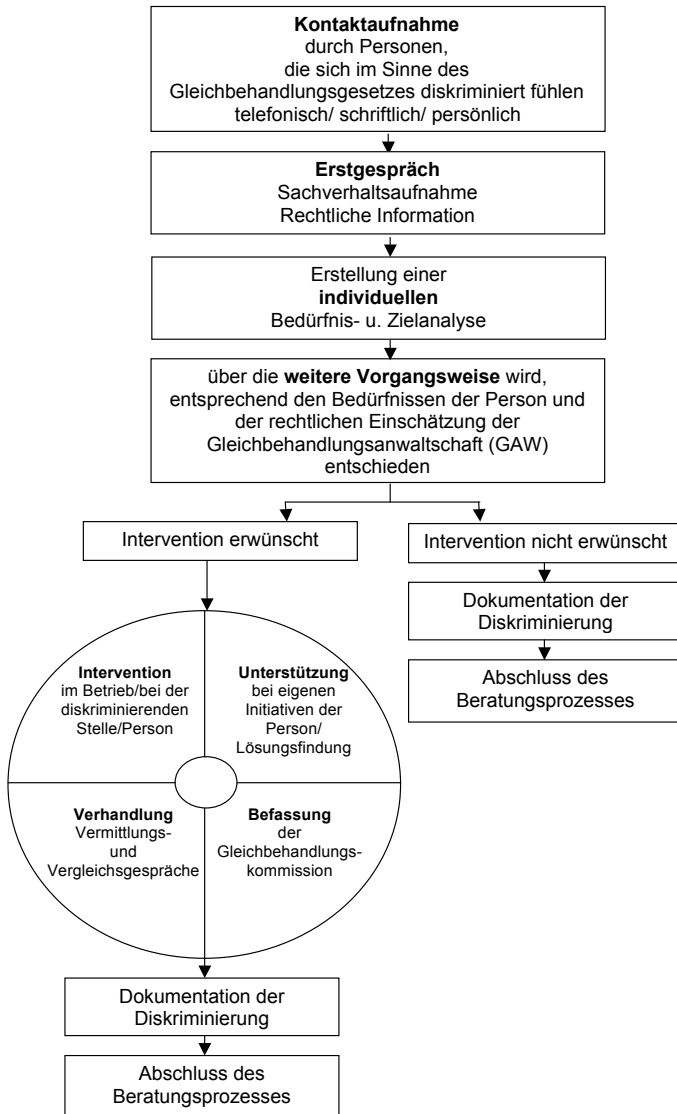 Kontaktaufnahme
durch Personen,
die sich im Sinne des
Gleichbehandlungsgesetzes diskriminiert fühlen
telefonisch/ schriftlich/ persönlich
Erstgespräch
Sachverhaltsaufnahme
Rechtliche Information
Erstellung einer
individuellen
Bedürfnis- u. Zielanalyse
über die weitere Vorgangsweise wird,
entsprechend den Bedürfnissen der Person und
der rechtlichen Einschätzung der
Gleichbehandlungsanwaltschaft (GAW)
entschieden
Intervention erwünscht
Intervention nicht erwünscht
Dokumentation der
Diskriminierung
Abschluss des
Beratungsprozesses
Intervention
im Betrieb/bei der
diskriminierenden
Stelle/Person
Unterstützung
bei eigenen
Initiativen der
Person/
Lösungsfindung
Verhandlung
Vermittlungs-
und
Vergleichsgespräche
Befassung
der
Gleichbehandlungs-
kommission
Dokumentation der
Diskriminierung
Abschluss des
Beratungsprozesses